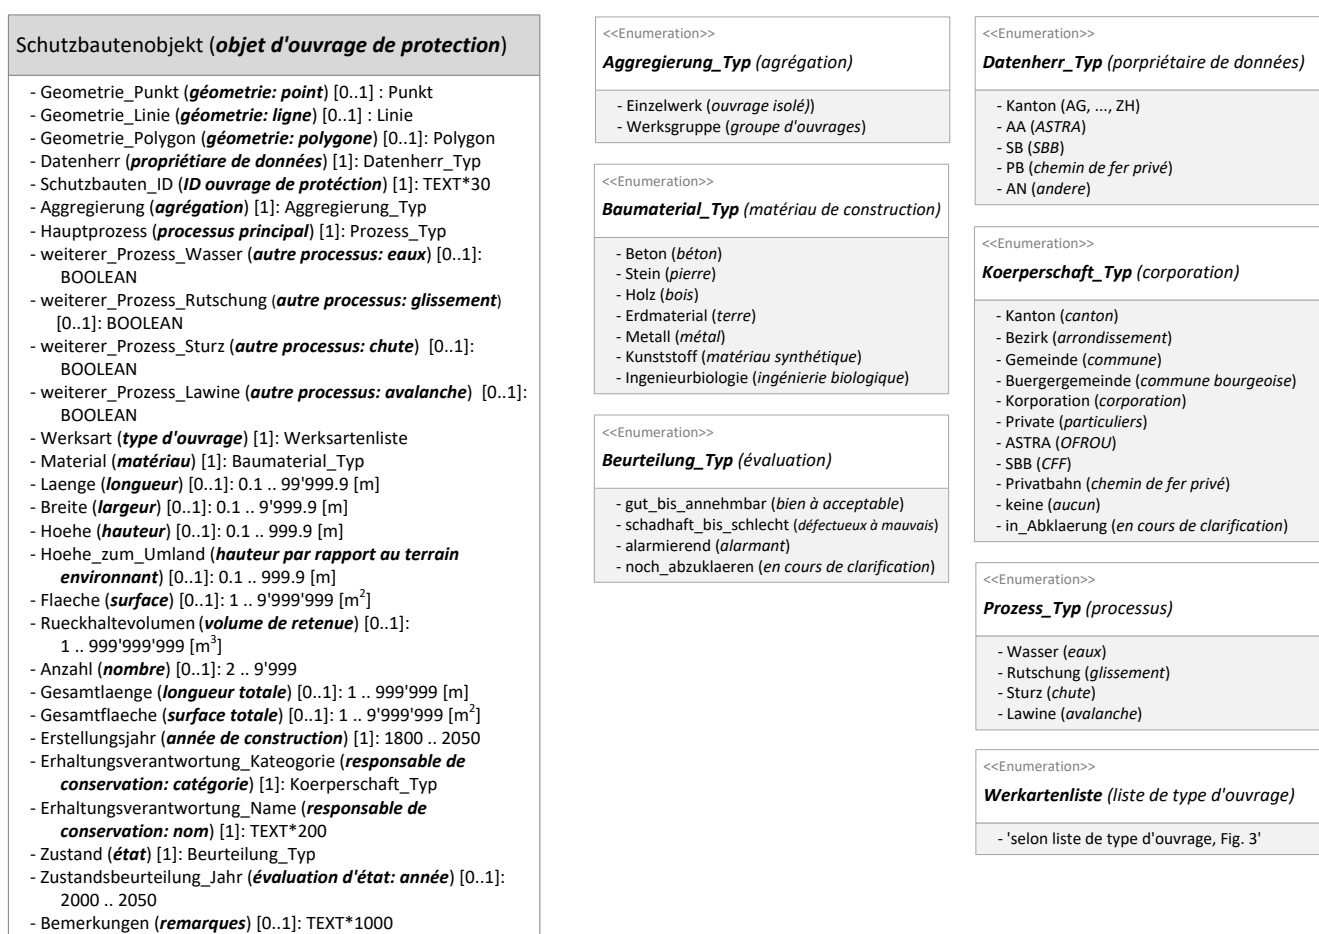 Schutzbautenobjekt (objet d'ouvrage de protection)
- Geometrie_Punkt (géometrie: point) [0..1] : Punkt
- Geometrie_Linie (géometrie: ligne) [0..1] : Linie
- Geometrie_Polygon (géometrie: polygone) [0..1]: Polygon
- Datenherr (propriétiare de données) [1]: Datenherr_Typ
- Schutzbauten_ID (ID ouvrage de protéction) [1]: TEXT*30
- Aggregierung (agrégation) [1]: Aggregierung_Typ
- Hauptprozess (processus principal) [1]: Prozess_Typ
- weiterer_Prozess_Wasser (autre processus: eaux) [0..1]:
BOOLEAN
- weiterer_Prozess_Rutschung (autre processus: glissement)
[0..1]: BOOLEAN
- weiterer_Prozess_Sturz (autre processus: chute) [0..1]:
BOOLEAN
- weiterer_Prozess_Lawine (autre processus: avalanche) [0..1]:
BOOLEAN
- Werksart (type d'ouvrage) [1]: Werksartenliste
- Material (matériau) [1]: Baumaterial_Typ
- Laenge (longueur) [0..1]: 0.1 .. 99'999.9 [m]
- Breite (largeur) [0..1]: 0.1 .. 9'999.9 [m]
- Hoehe (hauteur) [0..1]: 0.1 .. 999.9 [m]
- Hoehe_zum_Umland (hauteur par rapport au terrain
environnant) [0..1]: 0.1 .. 999.9 [m]
- Flaeche (surface) [0..1]: 1 .. 9'999'999 [m²]
- Rueckhaltevolumen (volume de retenue) [0..1]:
1 .. 999'999'999 [m³]
- Anzahl (nombre) [0..1]: 2 .. 9'999
- Gesamtlaenge (longueur totale) [0..1]: 1 .. 999'999 [m]
- Gesamtflaeche (surface totale) [0..1]: 1 .. 9'999'999 [m²]
- Erstellungsjahr (année de construction) [1]: 1800 .. 2050
- Erhaltungsverantwortung_Kateogorie (responsable de
conservation: catégorie) [1]: Koerperschaft_Typ
- Erhaltungsverantwortung_Name (responsable de
conservation: nom) [1]: TEXT*200
- Zustand (état) [1]: Beurteilung_Typ
- Zustandsbeurteilung_Jahr (évaluation d'état: année) [0..1]:
2000 .. 2050
- Bemerkungen (remarques) [0..1]: TEXT*1000
<<Enumeration>>
Aggregierung_Typ (agrégation)
- Einzelwerk (ouvrage isolé))
- Werksgruppe (groupe d'ouvrages)
<<Enumeration>>
Baumaterial_Typ (matériau de construction)
- Beton (béton)
- Stein (pierre)
- Holz (bois)
- Erdmaterial (terre)
- Metall (métal)
- Kunststoff (matériau synthétique)
- Ingenieurbiologie (ingénierie biologique)
<<Enumeration>>
Beurteilung_Typ (évaluation)
- gut_bis_annehmbar (bien à acceptable)
- schadhaft_bis_schlecht (défectueux à mauvais)
- alarmierend (alarmant)
- noch_abzuklaeren (en cours de clarification)
<<Enumeration>>
Datenherr_Typ (porpriétaire de données)
- Kanton (AG, ..., ZH)
- AA (ASTRA)
- SB (SBB)
- PB (chemin de fer privé)
- AN (andere)
<<Enumeration>>
Koerperschaft_Typ (corporation)
- Kanton (canton)
- Bezirk (arrondissement)
- Gemeinde (commune)
- Buergergemeinde (commune bourgeoise)
- Korporation (corporation)
- Private (particuliers)
- ASTRA (OFROU)
- SBB (CFF)
- Privatbahn (chemin de fer privé)
- keine (aucun)
- in_Abklaerung (en cours de clarification)
<<Enumeration>>
Prozess_Typ (processus)
- Wasser (eaux)
- Rutschung (glissement)
- Sturz (chute)
- Lawine (avalanche)
<<Enumeration>>
Werkartenliste (liste de type d'ouvrage)
- 'selon liste de type d'ouvrage, Fig. 3'